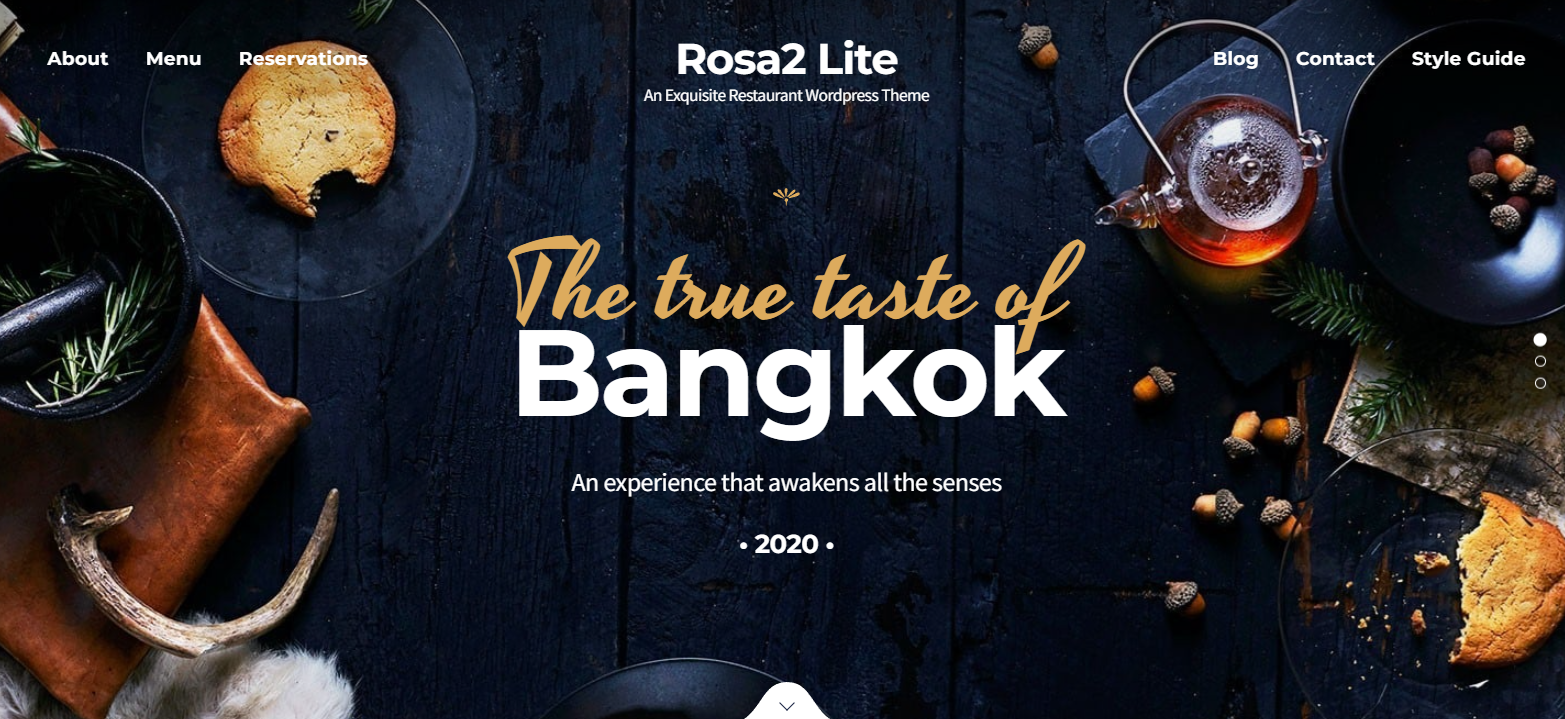 About Menu Reservations Rosa2 Lite Blog Contact Style Guide
An Exquisite Restaurant Wordpress Theme
The true taste of
Bangkok
An experience that awakens all the senses
• 2020 •